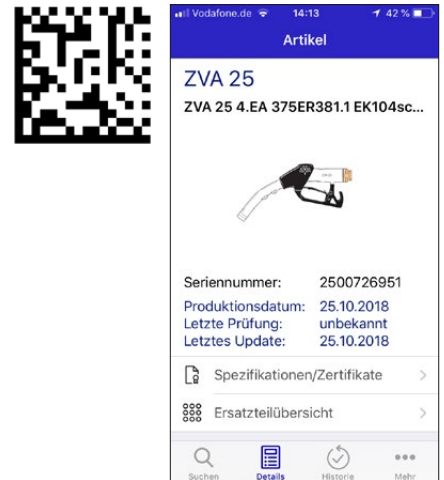 Vodafone.de 14:13 42 %
Artikel
ZVA 25
ZVA 25 4.EA 375ER381.1 EK104sc...
Seriennummer: 2500726951
Produktionsdatum: 25.10.2018
Letzte Prüfung: unbekannt
Letztes Update: 25.10.2018
Spezifikationen/Zertifikate
Ersatzteilübersicht
Suchen Details Historie Mehr